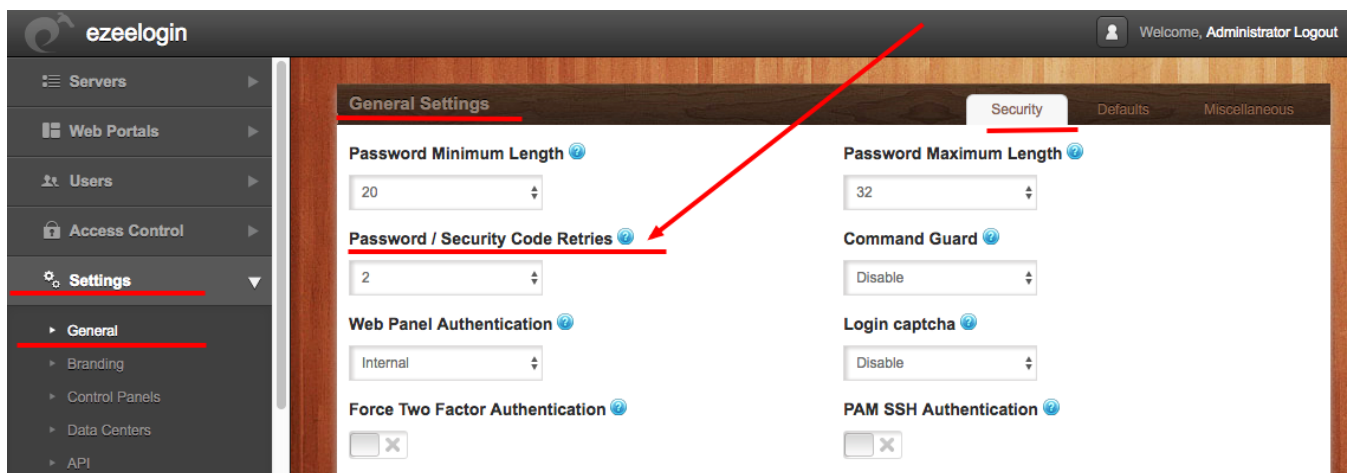 ezeelogin
Welcome, Administrator Logout
Servers
Web Portals
Users
Access Control
Settings
General
Branding
Control Panels
Data Centers
API
General Settings
Security
Defaults
Miscellaneous
Password Minimum Length
Password Maximum Length
20
32
Password / Security Code Retries
Command Guard
2
Disable
Web Panel Authentication
Login captcha
Internal
Disable
Force Two Factor Authentication
PAM SSH Authentication